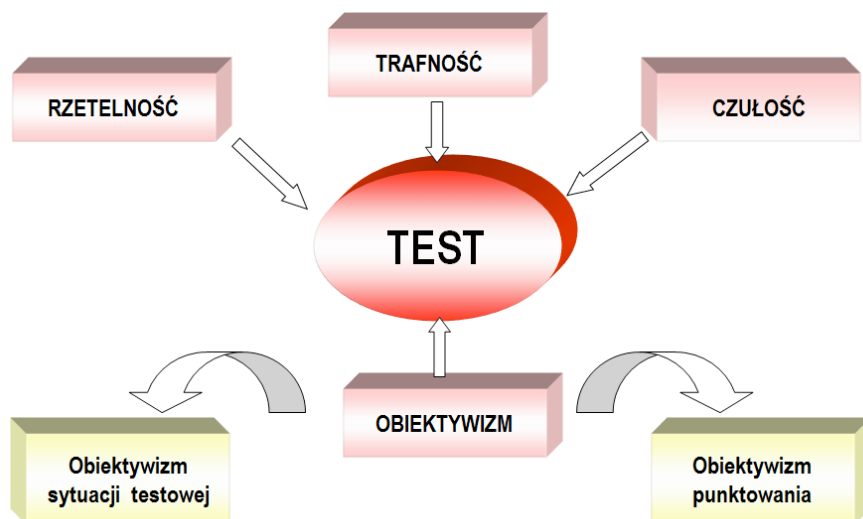 TRAFNOŚĆ
RZETELNOŚĆ
CZUŁOŚĆ
TEST
OBIEKTYWIZM
Obiektywizm
sytuacji testowej
Obiektywizm
punktowania